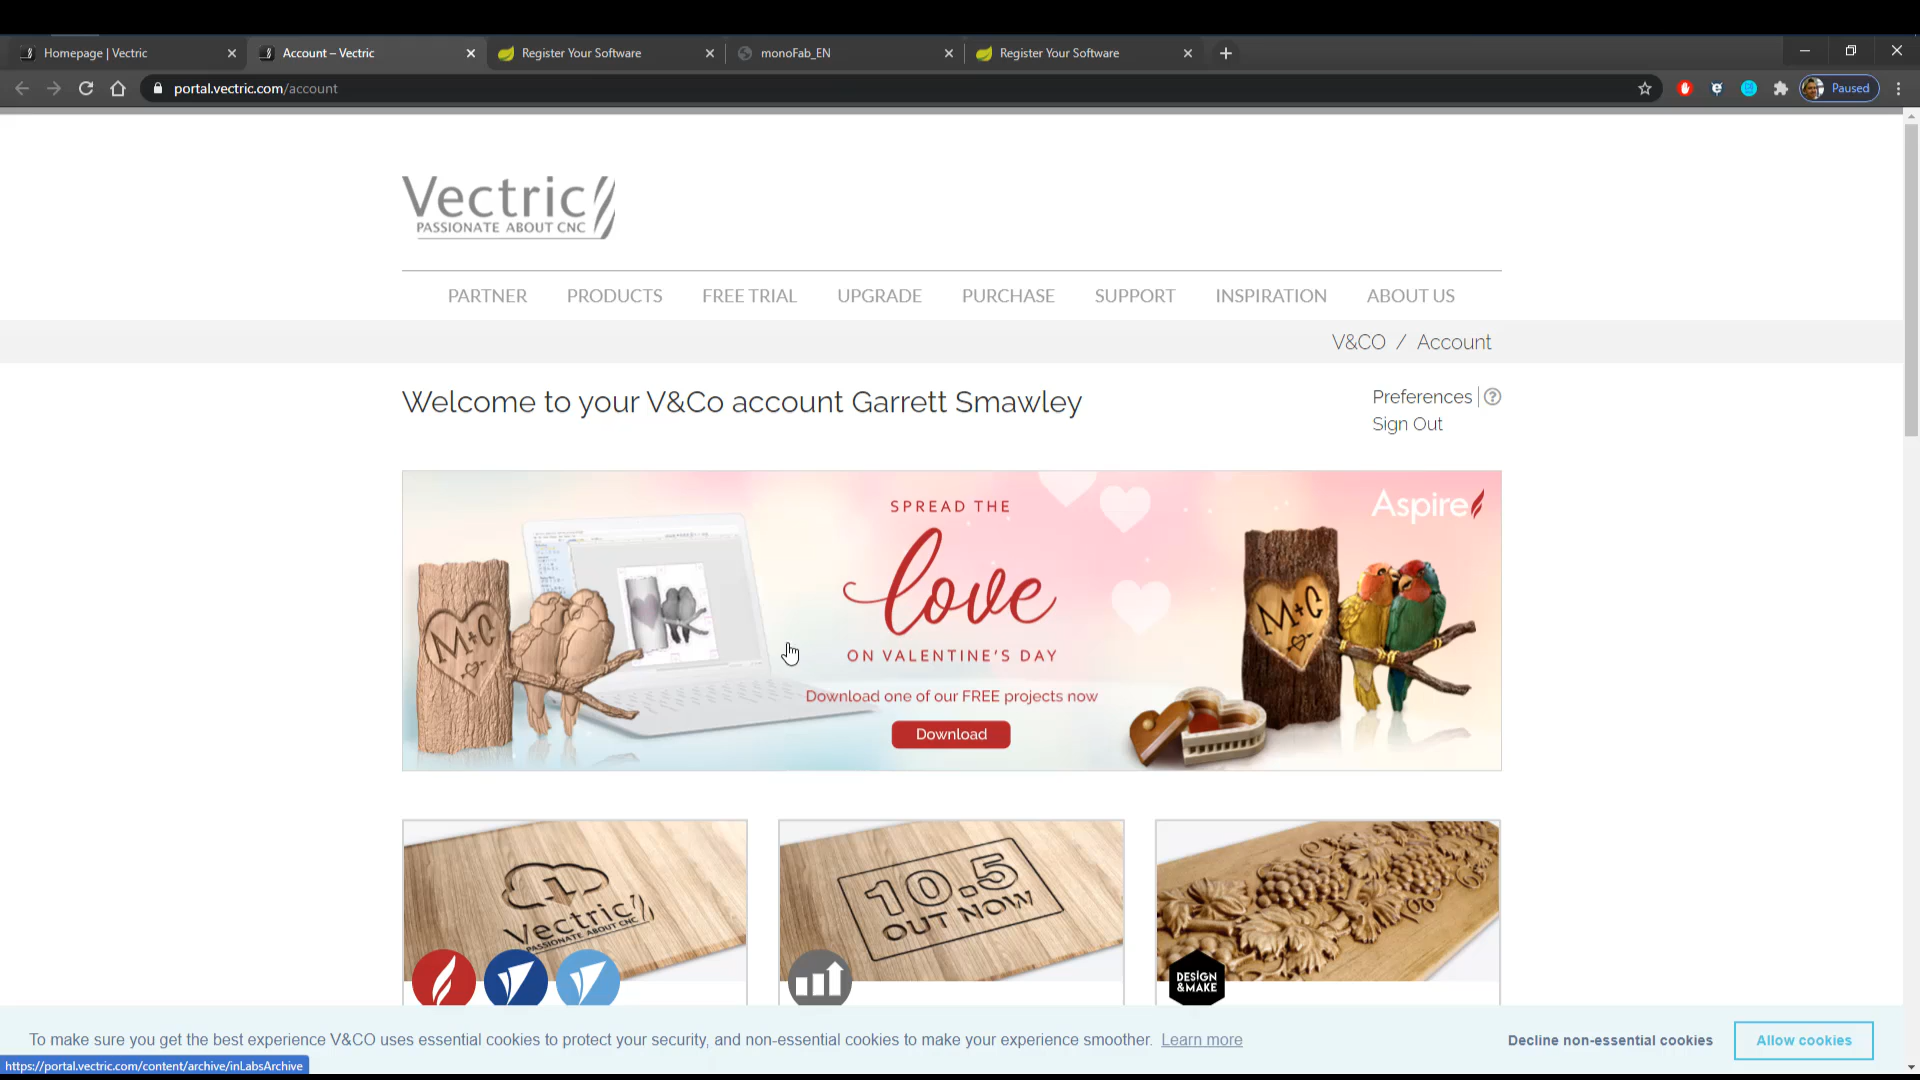 Homepage | Vectric
Account – Vectric
Register Your Software
monoFab_EN
Register Your Software
portal.vectric.com/account
Paused
Vectric
PASSIONATE ABOUT CNC
PARTNER PRODUCTS FREE TRIAL UPGRADE PURCHASE SUPPORT INSPIRATION ABOUT US
V&CO / Account
Welcome to your V&Co account Garrett Smawley
Preferences
Sign Out
SPREAD THE
love
ON VALENTINE'S DAY
Download one of our FREE projects now
Download
Aspire
M+C
M+C
Vectric
PASSIONATE ABOUT CNC
10.5
OUT NOW
DESIGN
&MAKE
To make sure you get the best experience V&CO uses essential cookies to protect your security, and non-essential cookies to make your experience smoother. Learn more
Decline non-essential cookies
Allow cookies
https://portal.vectric.com/content/archive/inLabsArchive